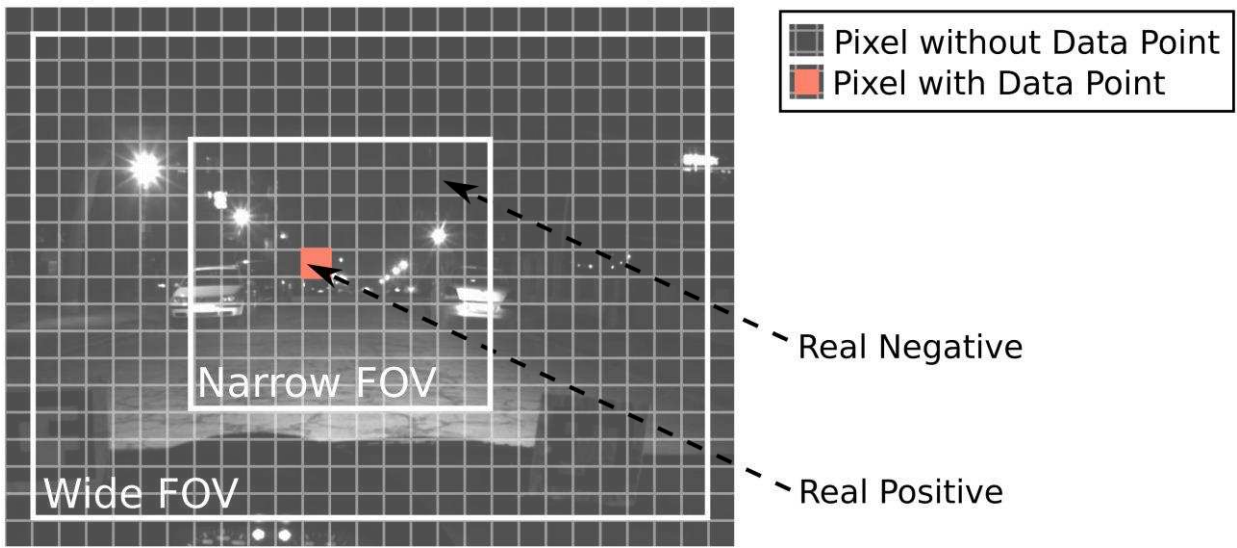 Pixel without Data Point
Pixel with Data Point
Real Negative
Narrow FOV
Wide FOV
Real Positive